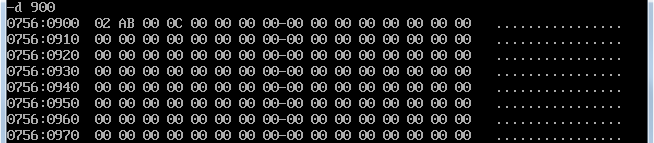 -d 900
0756:0900  02 AB 00 0C 00 00 00 00-00 00 00 00 00 00 00 00   ................
0756:0910  00 00 00 00 00 00 00 00-00 00 00 00 00 00 00 00   ................
0756:0920  00 00 00 00 00 00 00 00-00 00 00 00 00 00 00 00   ................
0756:0930  00 00 00 00 00 00 00 00-00 00 00 00 00 00 00 00   ................
0756:0940  00 00 00 00 00 00 00 00-00 00 00 00 00 00 00 00   ................
0756:0950  00 00 00 00 00 00 00 00-00 00 00 00 00 00 00 00   ................
0756:0960  00 00 00 00 00 00 00 00-00 00 00 00 00 00 00 00   ................
0756:0970  00 00 00 00 00 00 00 00-00 00 00 00 00 00 00 00   ................